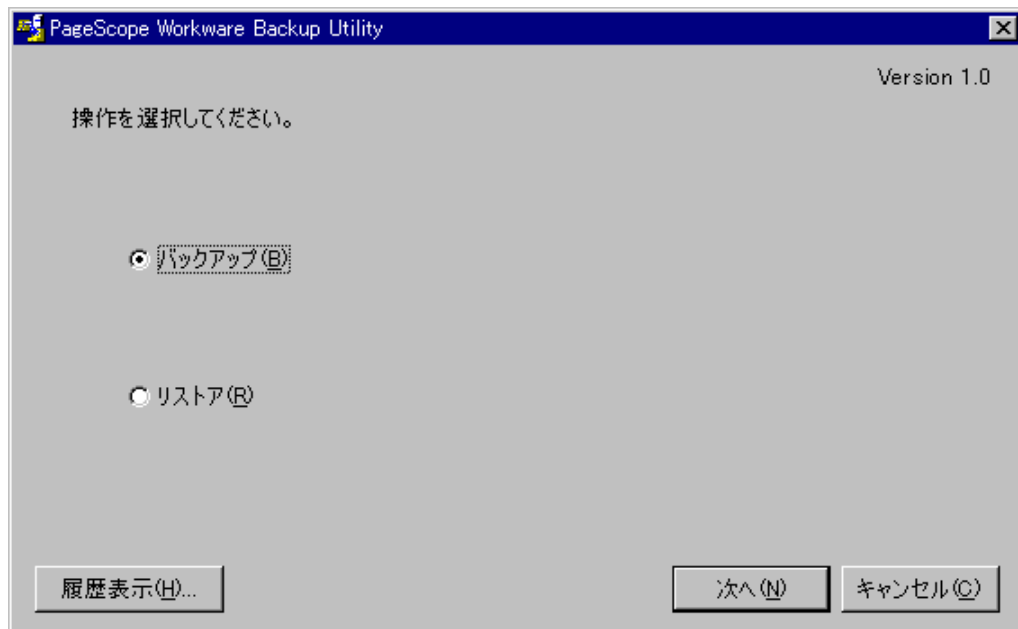 PageScope Workware Backup Utility
Version 1.0
操作を選択してください。
バックアップ(B)
リストア(R)
履歴表示(H)...
次へ(N)
キャンセル(C)